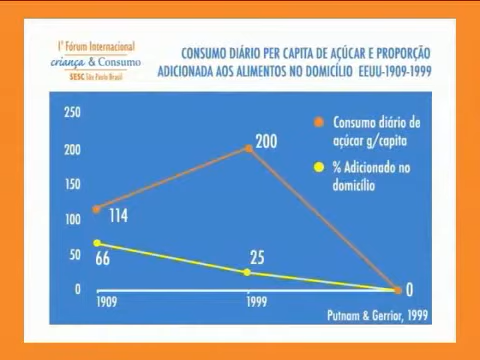 1º Fórum Internacional
criança & Consumo
SESC São Paulo Brasil
CONSUMO DIÁRIO PER CAPITA DE AÇÚCAR E PROPORÇÃO
ADICIONADA AOS ALIMENTOS NO DOMICÍLIO EEUU-1909-1999
250
200
150
100
50
0
114
200
66
25
0
Consumo diário de
açúcar g/capita
% Adicionado no
domicílio
1909
1999
Putnam & Gerrior, 1999